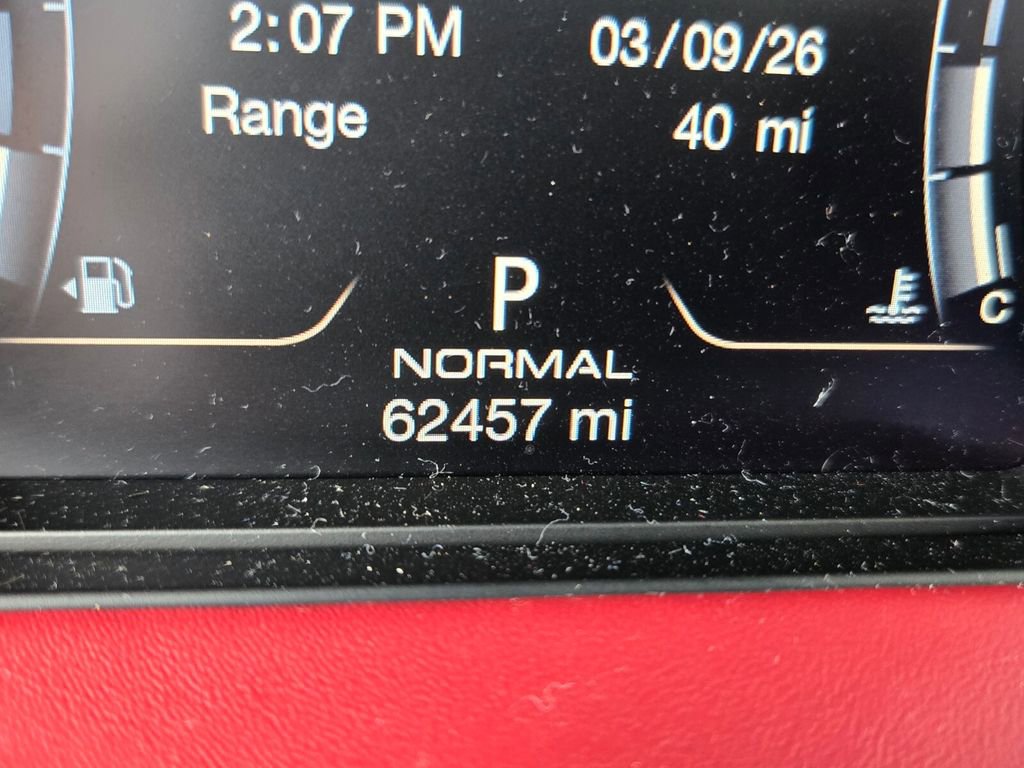 2:07 PM 03/09/26
Range 40 mi
P
C
NORMAL
62457 mi